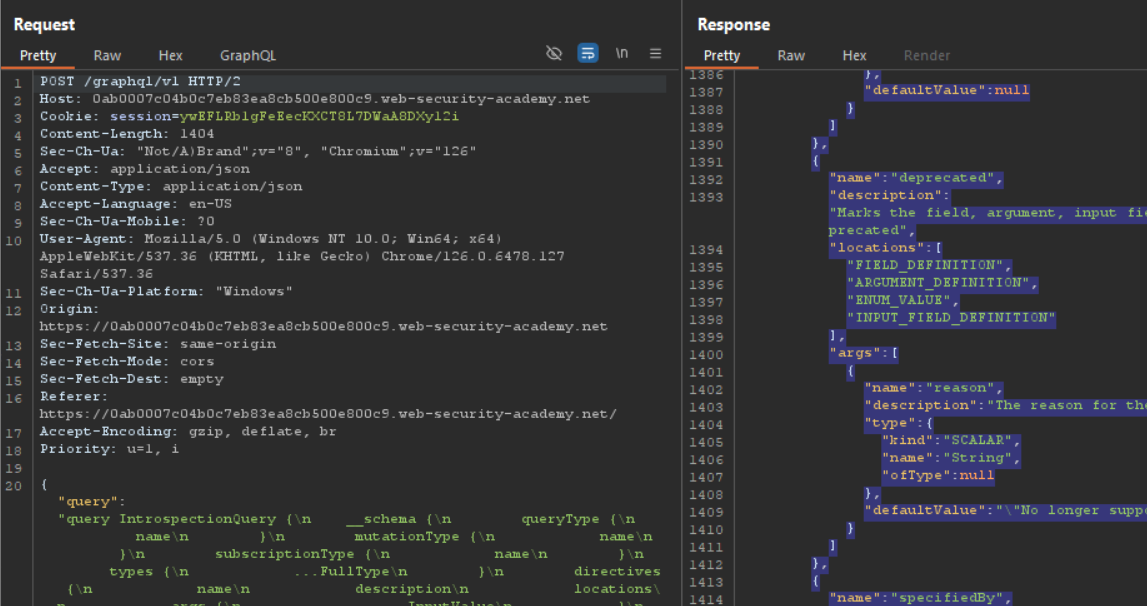 Request
Pretty Raw Hex GraphQL \n
1 POST /graphql/v1 HTTP/2
2 Host: 0ab0007c04b0c7eb83ea8cb500e800c9.web-security-academy.net
3 Cookie: session=ywEFLRblgFeEecKXCT8L7DWaA8DXyl2i
4 Content-Length: 1404
5 Sec-Ch-Ua: "Not/A)Brand";v="8", "Chromium";v="126"
6 Accept: application/json
7 Content-Type: application/json
8 Accept-Language: en-US
9 Sec-Ch-Ua-Mobile: ?0
10 User-Agent: Mozilla/5.0 (Windows NT 10.0; Win64; x64)
AppleWebKit/537.36 (KHTML, like Gecko) Chrome/126.0.6478.127
Safari/537.36
11 Sec-Ch-Ua-Platform: "Windows"
12 Origin:
https://0ab0007c04b0c7eb83ea8cb500e800c9.web-security-academy.net
13 Sec-Fetch-Site: same-origin
14 Sec-Fetch-Mode: cors
15 Sec-Fetch-Dest: empty
16 Referer:
https://0ab0007c04b0c7eb83ea8cb500e800c9.web-security-academy.net/
17 Accept-Encoding: gzip, deflate, br
18 Priority: u=1, i
19
20 {
"query":
"query IntrospectionQuery {\n __schema {\n queryType {\n
name\n }\n mutationType {\n name\n
}\n subscriptionType {\n name\n }\n
types {\n ...FullType\n }\n directives
{\n name\n description\n locations\
n args {\n InputValue\n }\n
Response
Pretty Raw Hex Render
1386 },
1387 "defaultValue":null
1388 }
1389 ]
1390 },
1391 {
1392 "name":"deprecated",
1393 "description":
"Marks the field, argument, input fie
precated",
1394 "locations":[
1395 "FIELD_DEFINITION",
1396 "ARGUMENT_DEFINITION",
1397 "ENUM_VALUE",
1398 "INPUT_FIELD_DEFINITION"
1399 ],
1400 "args":[
1401 {
1402 "name":"reason",
1403 "description":"The reason for the
1404 "type":{
1405 "kind":"SCALAR",
1406 "name":"String",
1407 "ofType":null
1408 },
1409 "defaultValue":"\"No longer suppo
1410 }
1411 ]
1412 },
1413 {
1414 "name":"specifiedBy",